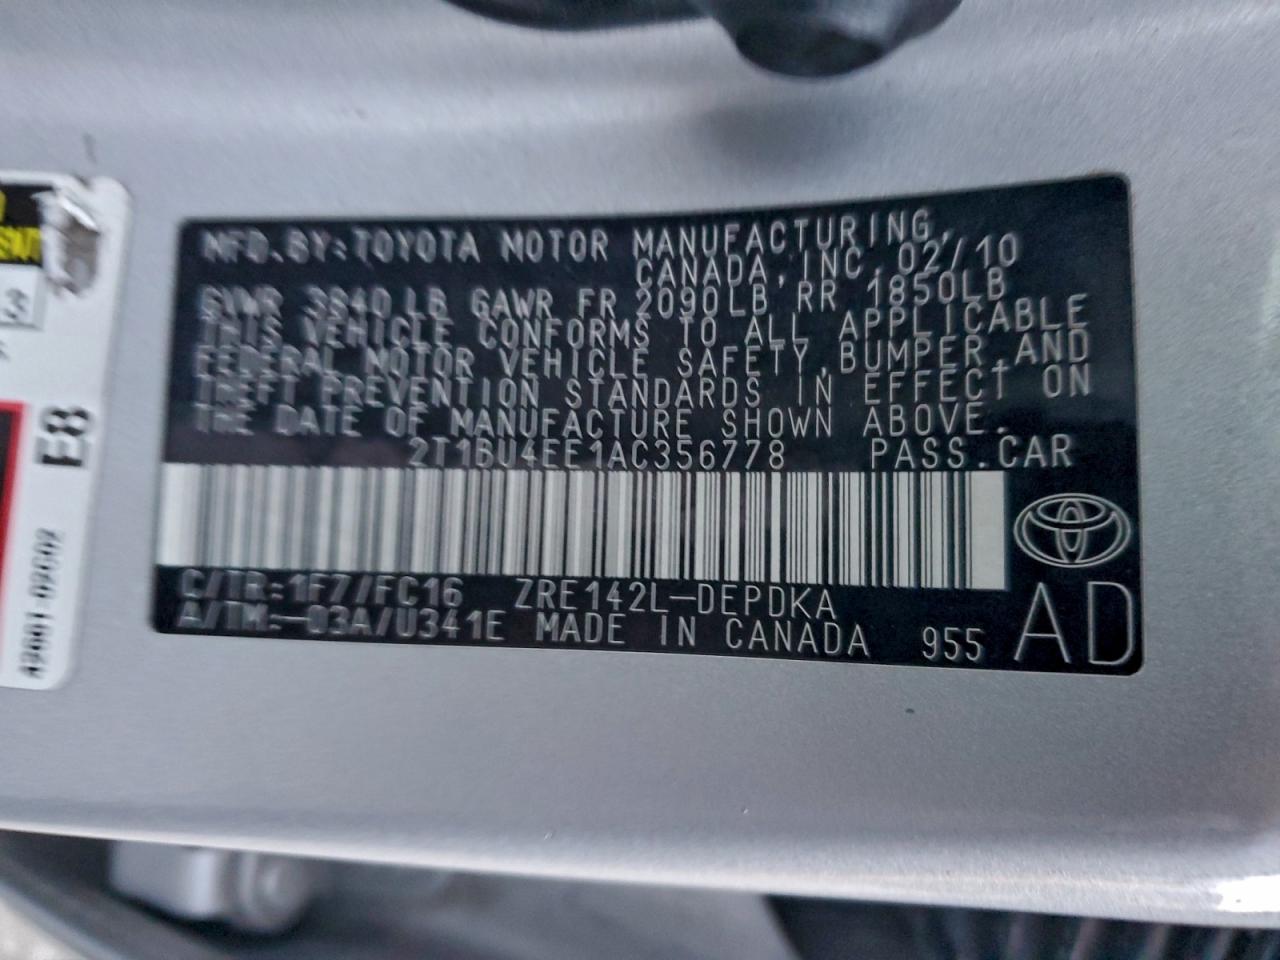 MFD.BY:TOYOTA MOTOR MANUFACTURING,
CANADA,INC. 02/10
GVWR 3840 LB GAWR FR 2090LB RR 1850LB
THIS VEHICLE CONFORMS TO ALL APPLICABLE
FEDERAL MOTOR VEHICLE SAFETY,BUMPER,AND
THEFT PREVENTION STANDARDS IN EFFECT ON
THE DATE OF MANUFACTURE SHOWN ABOVE.
2T1BU4EE1AC356778 PASS.CAR
C/TR:1F7/FC16 ZRE142L-DEPDKA
A/TM:-03A/U341E MADE IN CANADA 955 AD
3
E8